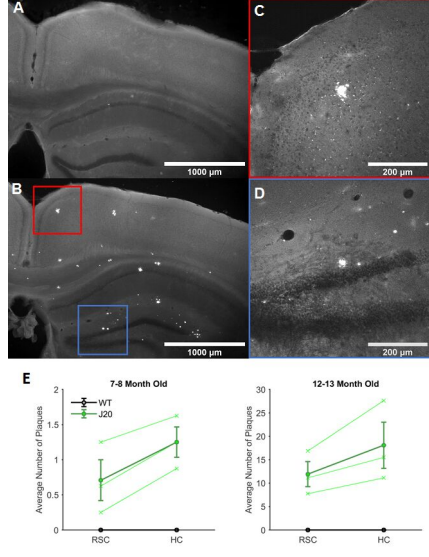 A
1000 µm
B
1000 µm
C
200 µm
D
200 µm
E
7-8 Month Old
Average Number of Plaques
2
1.5
1
0.5
0
WT
J20
RSC HC
12-13 Month Old
Average Number of Plaques
30
25
20
15
10
5
0
RSC HC